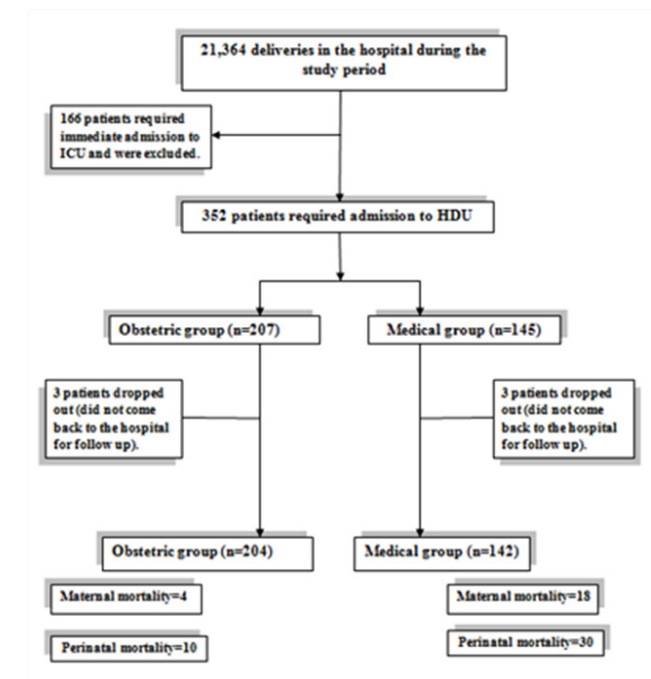 21,364 deliveries in the hospital during the
study period
166 patients required
immediate admission to
ICU and were excluded.
352 patients required admission to HDU
Obstetric group (n=207)
Medical group (n=145)
3 patients dropped
out (did not come
back to the hospital
for follow up).
3 patients dropped
out (did not come
back to the hospital
for follow up).
Obstetric group (n=204)
Medical group (n=142)
Maternal mortality=4
Maternal mortality=18
Perinatal mortality=10
Perinatal mortality=30